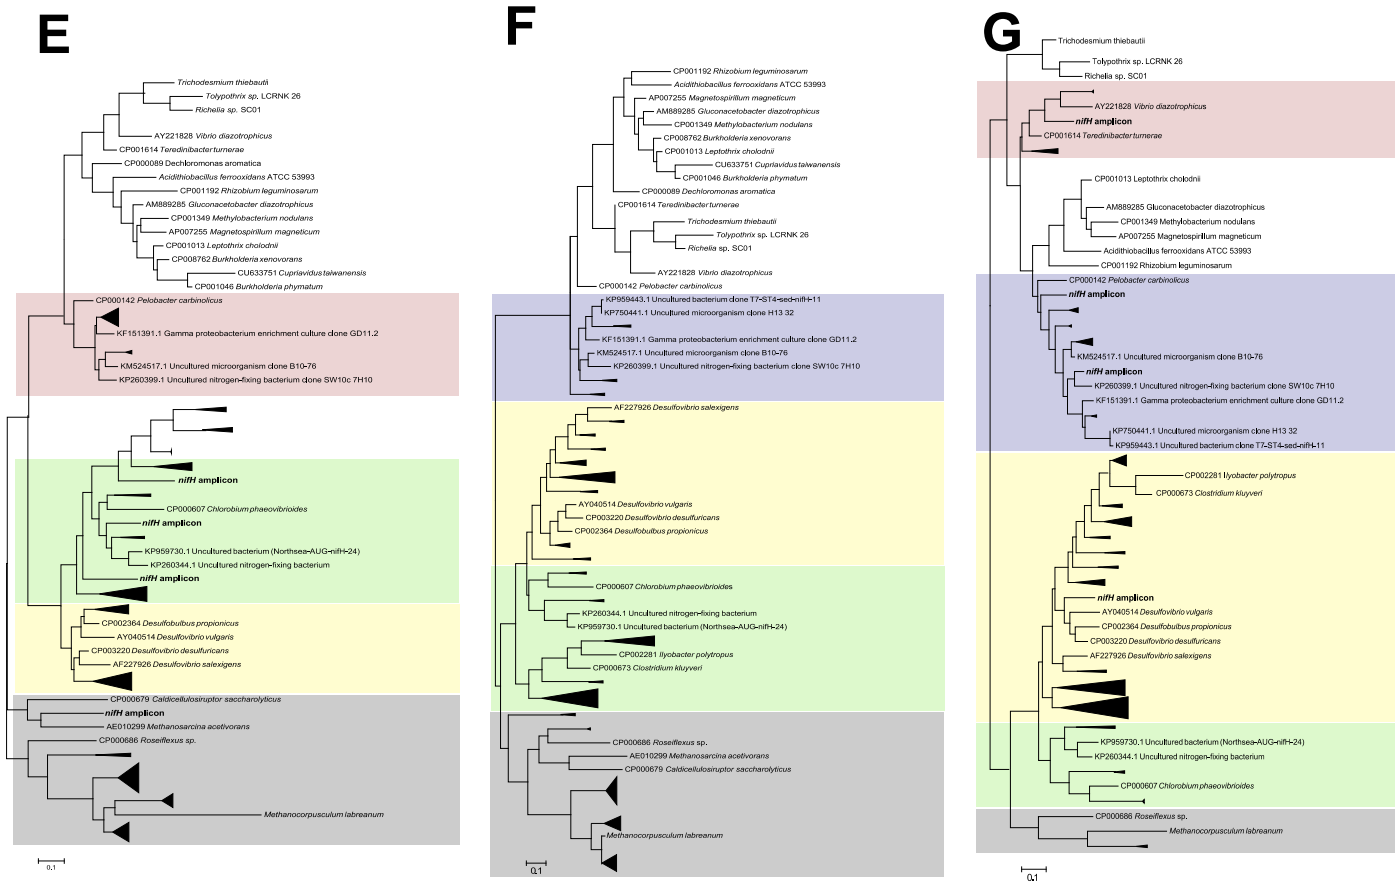 E
Trichodesmium thiebautii
Tolypothrix sp. LCRNK 26
Richelia sp. SC01
AY221828 Vibrio diazotrophicus
CP001614 Teredinibacter turnerae
CP000089 Dechloromonas aromatica
Acidithiobacillus ferrooxidans ATCC 53993
CP001192 Rhizobium leguminosarum
AM889285 Gluconacetobacter diazotrophicus
CP001349 Methylobacterium nodulans
AP007255 Magnetospirillum magneticum
CP001013 Leptothrix cholodnii
CP008762 Burkholderia xenovorans
CU633751 Cupriavidus taiwanensis
CP001046 Burkholderia phymatum
CP000142 Pelobacter carbinolicus
KF151391.1 Gamma proteobacterium enrichment culture clone GD11.2
KM524517.1 Uncultured microorganism clone B10-76
KP260399.1 Uncultured nitrogen-fixing bacterium clone SW10c 7H10
nifH amplicon
CP000607 Chlorobium phaeovibrioides
nifH amplicon
KP959730.1 Uncultured bacterium (Northsea-AUG-nifH-24)
KP260344.1 Uncultured nitrogen-fixing bacterium
nifH amplicon
CP002364 Desulfobulbus propionicus
AY040514 Desulfovibrio vulgaris
CP003220 Desulfovibrio desulfuricans
AF227926 Desulfovibrio salexigens
CP000679 Caldicellulosiruptor saccharolyticus
nifH amplicon
AE010299 Methanosarcina acetivorans
CP000686 Roseiflexus sp.
Methanocorpusculum labreanum
0.1
F
CP001192 Rhizobium leguminosarum
Acidithiobacillus ferrooxidans ATCC 53993
AP007255 Magnetospirillum magneticum
AM889285 Gluconacetobacter diazotrophicus
CP001349 Methylobacterium nodulans
CP008762 Burkholderia xenovorans
CP001013 Leptothrix cholodnii
CU633751 Cupriavidus taiwanensis
CP001046 Burkholderia phymatum
CP000089 Dechloromonas aromatica
CP001614 Teredinibacter turnerae
Trichodesmium thiebautii
Tolypothrix sp. LCRNK 26
Richelia sp. SC01
AY221828 Vibrio diazotrophicus
CP000142 Pelobacter carbinolicus
KP959443.1 Uncultured bacterium clone T7-ST4-sed-nifH-11
KP750441.1 Uncultured microorganism clone H13 32
KF151391.1 Gamma proteobacterium enrichment culture clone GD11.2
KM524517.1 Uncultured microorganism clone B10-76
KP260399.1 Uncultured nitrogen-fixing bacterium clone SW10c 7H10
AF227926 Desulfovibrio salexigens
AY040514 Desulfovibrio vulgaris
CP003220 Desulfovibrio desulfuricans
CP002364 Desulfobulbus propionicus
CP000607 Chlorobium phaeovibrioides
KP260344.1 Uncultured nitrogen-fixing bacterium
KP959730.1 Uncultured bacterium (Northsea-AUG-nifH-24)
CP002281 Ilyobacter polytropus
CP000673 Clostridium kluyveri
CP000686 Roseiflexus sp.
AE010299 Methanosarcina acetivorans
CP000679 Caldicellulosiruptor saccharolyticus
Methanocorpusculum labreanum
0.1
G
Trichodesmium thiebautii
Tolypothrix sp. LCRNK 26
Richelia sp. SC01
AY221828 Vibrio diazotrophicus
nifH amplicon
CP001614 Teredinibacter turnerae
CP001013 Leptothrix cholodnii
AM889285 Gluconacetobacter diazotrophicus
CP001349 Methylobacterium nodulans
AP007255 Magnetospirillum magneticum
Acidithiobacillus ferrooxidans ATCC 53993
CP001192 Rhizobium leguminosarum
CP000142 Pelobacter carbinolicus
nifH amplicon
KM524517.1 Uncultured microorganism clone B10-76
nifH amplicon
KP260399.1 Uncultured nitrogen-fixing bacterium clone SW10c 7H10
KF151391.1 Gamma proteobacterium enrichment culture clone GD11.2
KP750441.1 Uncultured microorganism clone H13 32
KP959443.1 Uncultured bacterium clone T7-ST4-sed-nifH-11
CP002281 Ilyobacter polytropus
CP000673 Clostridium kluyveri
nifH amplicon
AY040514 Desulfovibrio vulgaris
CP002364 Desulfobulbus propionicus
CP003220 Desulfovibrio desulfuricans
AF227926 Desulfovibrio salexigens
KP959730.1 Uncultured bacterium (Northsea-AUG-nifH-24)
KP260344.1 Uncultured nitrogen-fixing bacterium
CP000607 Chlorobium phaeovibrioides
CP000686 Roseiflexus sp.
Methanocorpusculum labreanum
0.1